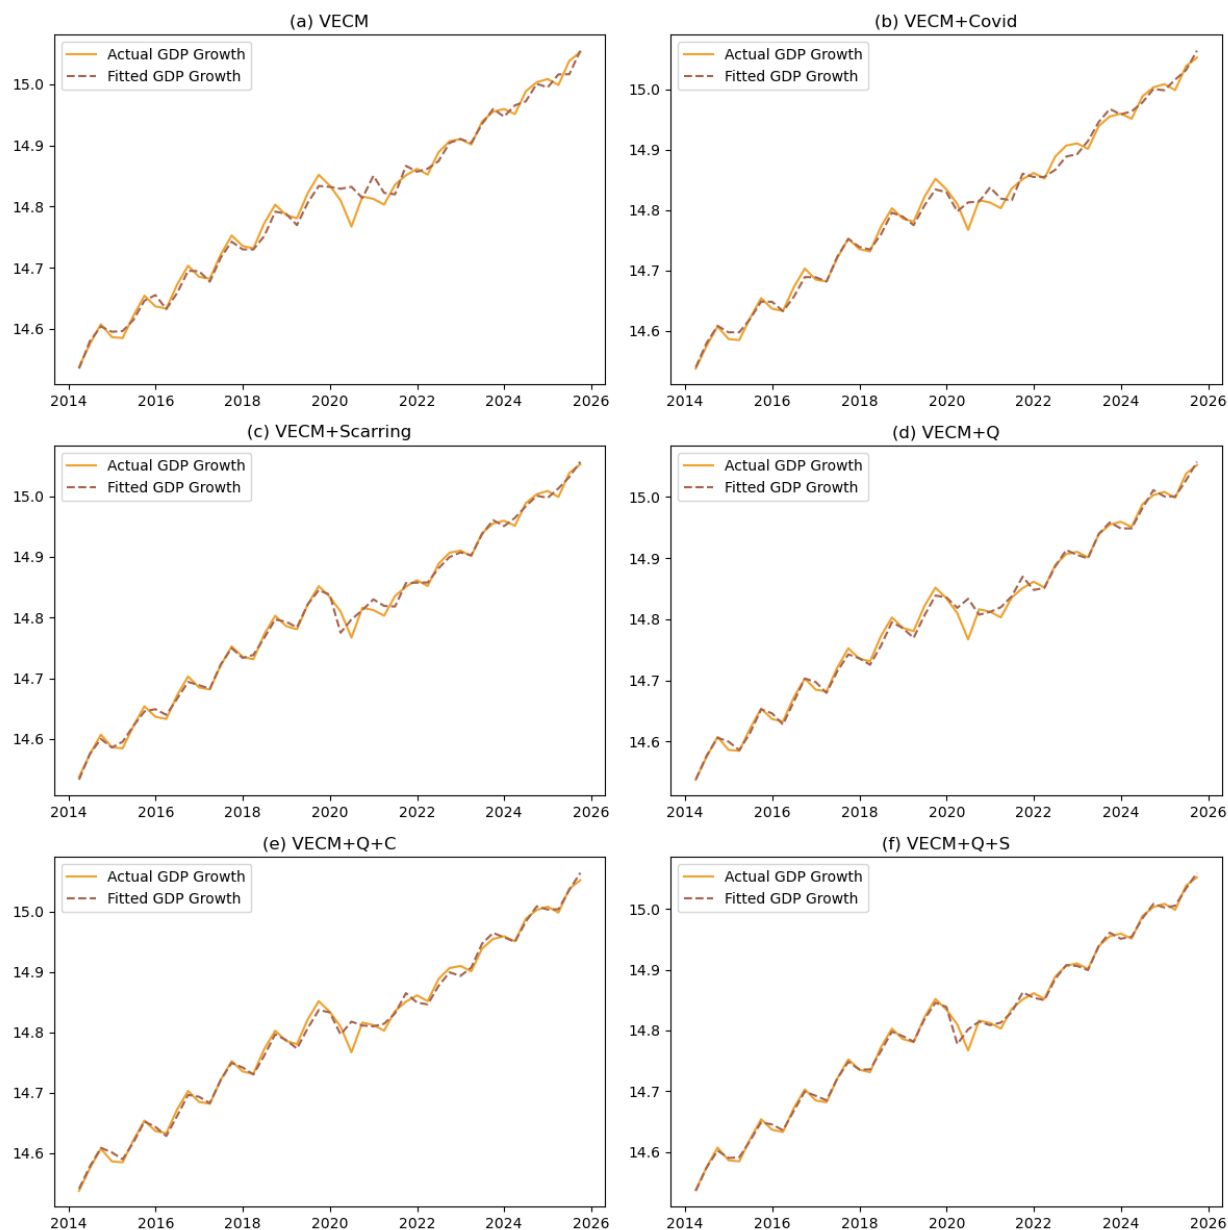 (a) VECM
Actual GDP Growth
Fitted GDP Growth
15.0
14.9
14.8
14.7
14.6
2014 2016 2018 2020 2022 2024 2026
(b) VECM+Covid
Actual GDP Growth
Fitted GDP Growth
15.0
14.9
14.8
14.7
14.6
2014 2016 2018 2020 2022 2024 2026
(c) VECM+Scarring
Actual GDP Growth
Fitted GDP Growth
15.0
14.9
14.8
14.7
14.6
2014 2016 2018 2020 2022 2024 2026
(d) VECM+Q
Actual GDP Growth
Fitted GDP Growth
15.0
14.9
14.8
14.7
14.6
2014 2016 2018 2020 2022 2024 2026
(e) VECM+Q+C
Actual GDP Growth
Fitted GDP Growth
15.0
14.9
14.8
14.7
14.6
2014 2016 2018 2020 2022 2024 2026
(f) VECM+Q+S
Actual GDP Growth
Fitted GDP Growth
15.0
14.9
14.8
14.7
14.6
2014 2016 2018 2020 2022 2024 2026